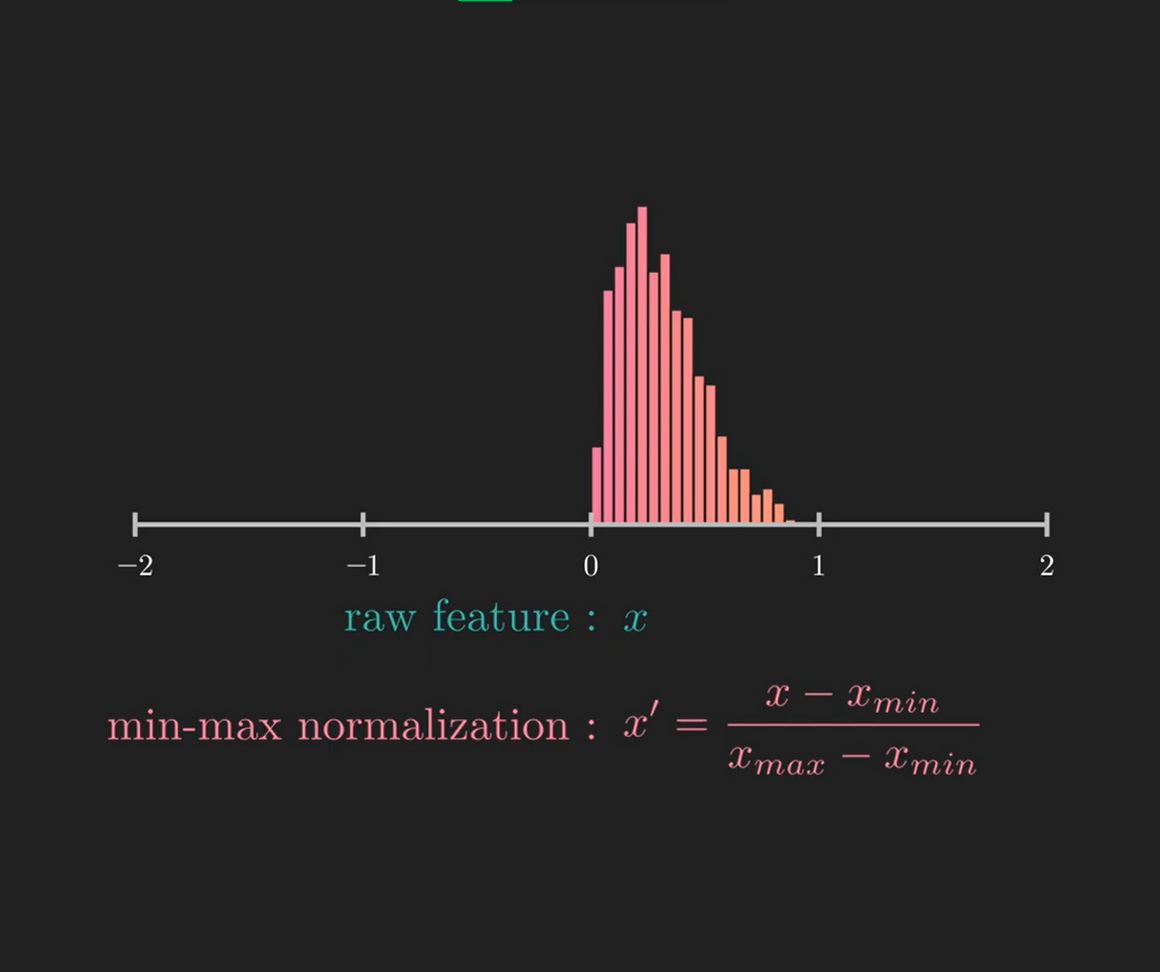 −2 −1 0 1 2
raw feature : x
min-max normalization : x′ = (x − x_min) / (x_max − x_min)